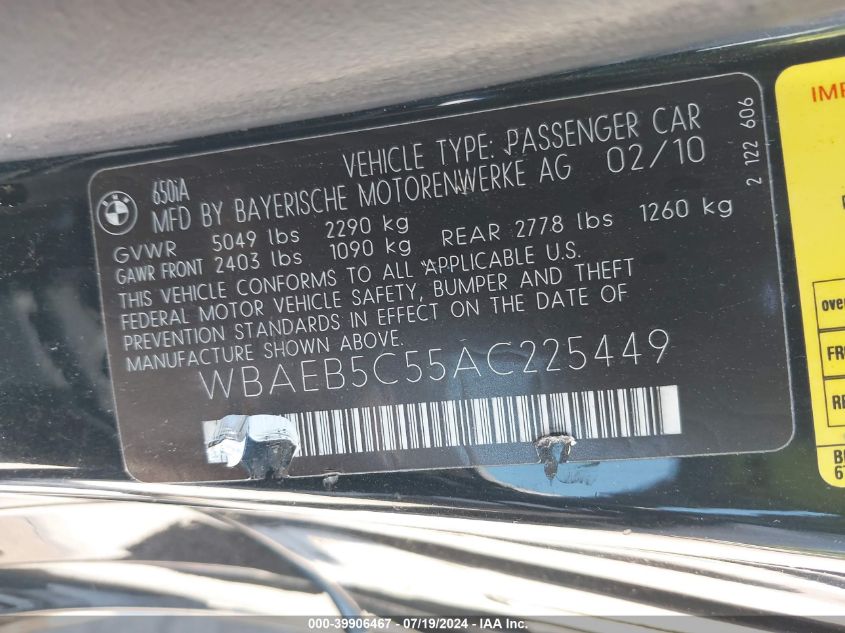 650iA
VEHICLE TYPE: PASSENGER CAR
MFD BY BAYERISCHE MOTORENWERKE AG 02/10
GVWR 5049 lbs 2290 kg
GAWR FRONT 2403 lbs 1090 kg REAR 2778 lbs 1260 kg
THIS VEHICLE CONFORMS TO ALL APPLICABLE U.S.
FEDERAL MOTOR VEHICLE SAFETY, BUMPER AND THEFT
PREVENTION STANDARDS IN EFFECT ON THE DATE OF
MANUFACTURE SHOWN ABOVE.
WBAEB5C55AC225449
2 122 606
000-39906467 - 07/19/2024 - IAA Inc.